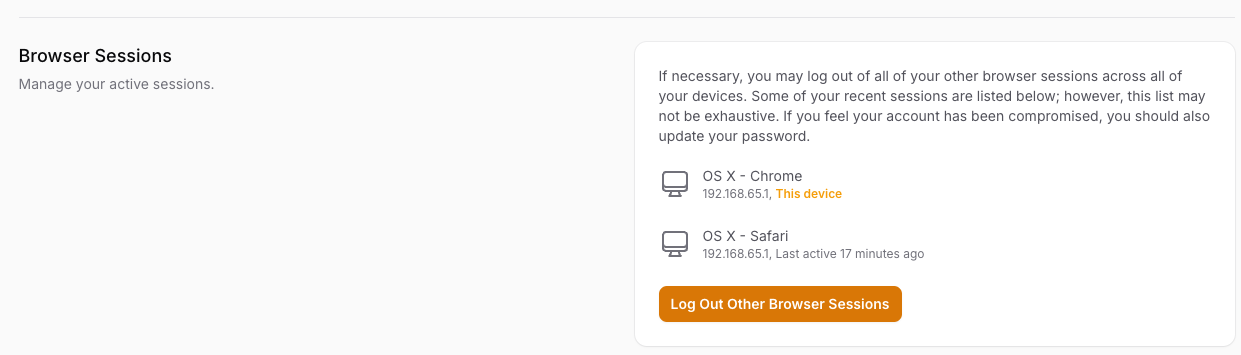 Browser Sessions
Manage your active sessions.
If necessary, you may log out of all of your other browser sessions across all of
your devices. Some of your recent sessions are listed below; however, this list may
not be exhaustive. If you feel your account has been compromised, you should also
update your password.
OS X - Chrome
192.168.65.1, This device
OS X - Safari
192.168.65.1, Last active 17 minutes ago
Log Out Other Browser Sessions